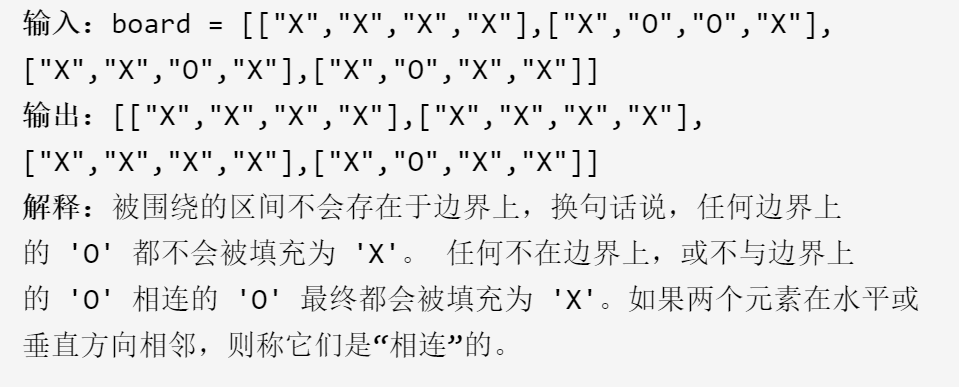 输入：board = [["X","X","X","X"],["X","O","O","X"],
["X","X","O","X"],["X","O","X","X"]]
输出：[["X","X","X","X"],["X","X","X","X"],
["X","X","X","X"],["X","O","X","X"]]
解释：被围绕的区间不会存在于边界上，换句话说，任何边界上
的 'O' 都不会被填充为 'X'。 任何不在边界上，或不与边界上
的 'O' 相连的 'O' 最终都会被填充为 'X'。如果两个元素在水平或
垂直方向相邻，则称它们是“相连”的。